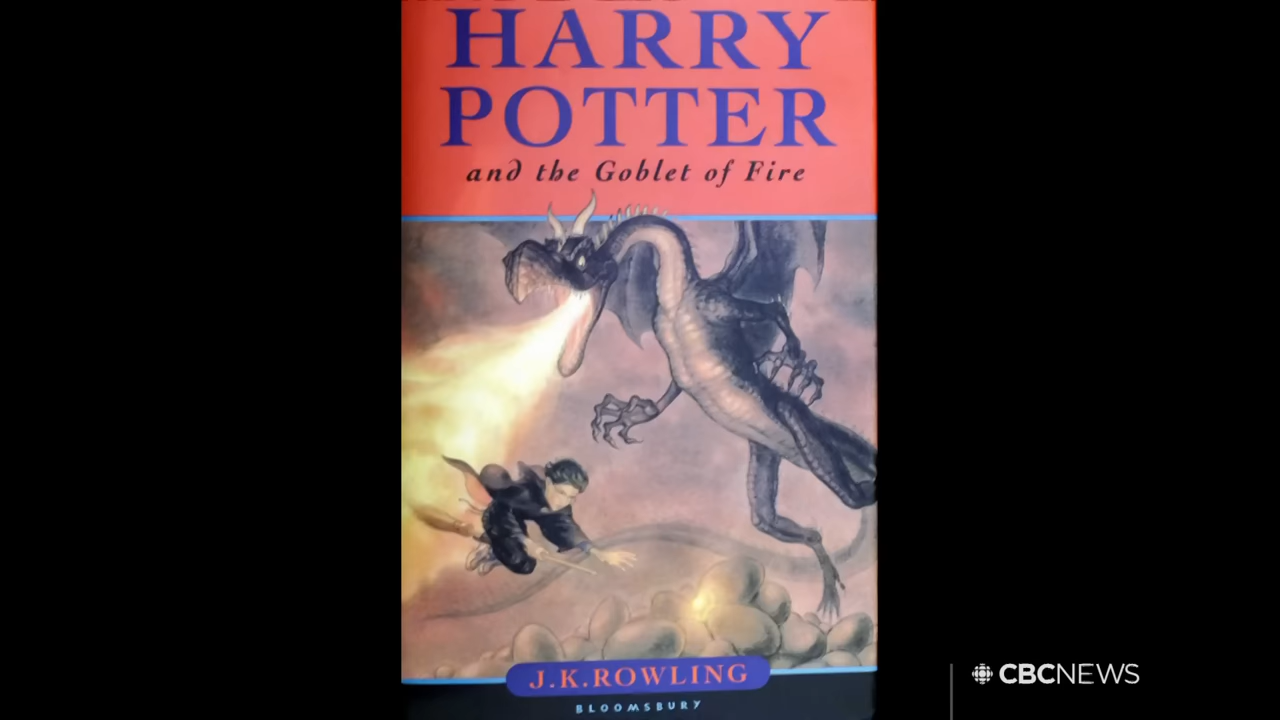 HARRY
POTTER
and the Goblet of Fire
J.K.ROWLING
BLOOMSBURY
CBCNEWS